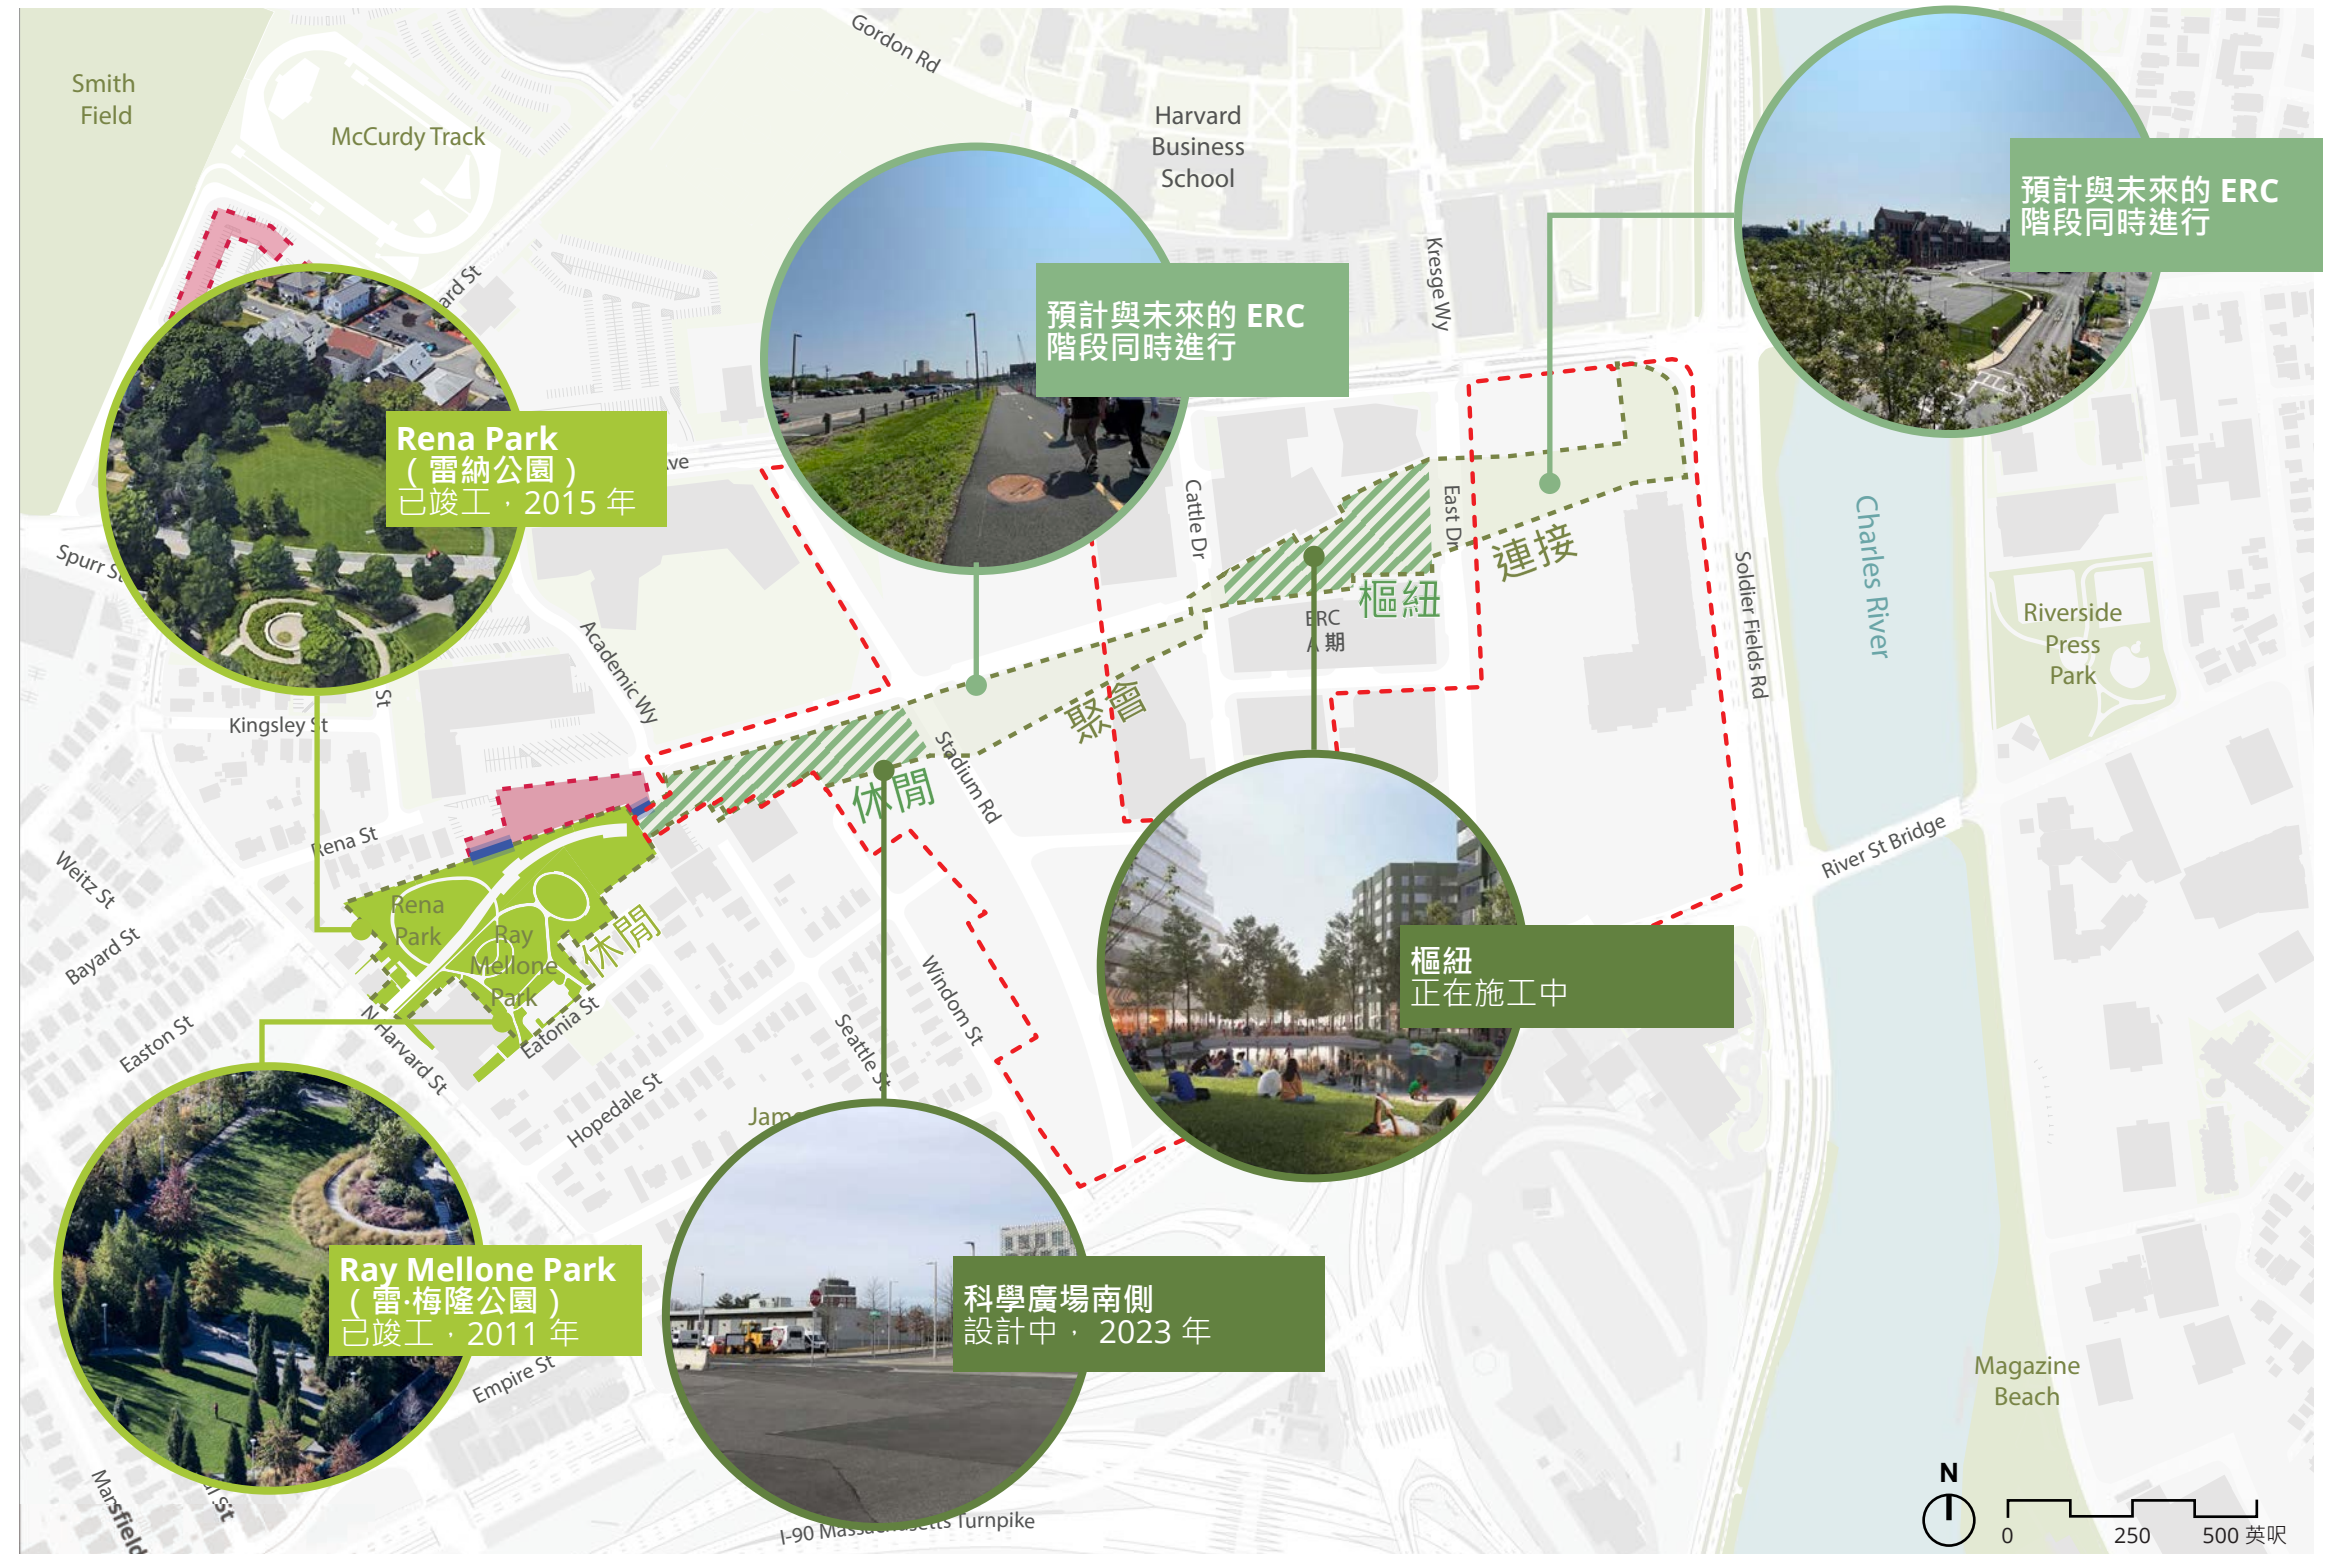 Smith
Field
McCurdy Track
Gordon Rd
Harvard
Business
School
Kresge Wy
預計與未來的 ERC
階段同時進行
預計與未來的 ERC
階段同時進行
Rena Park
（雷納公園）
已竣工，2015 年
Spurr
Academic Wy
Cattle Dr
East Dr
連接
樞紐
ERC
A 期
聚會
休閒
Stadium Rd
Soldier Fields Rd
Charles River
Riverside
Press
Park
River St Bridge
Kingsley St
St
Rena St
Weitz St
Bayard St
Easton St
Rena
Park
Ray
Mellone
Park
休閒
N Harvard St
Eatonia St
Hopedale St
Seattle St
Windom St
樞紐
正在施工中
Ray Mellone Park
（雷·梅隆公園）
已竣工，2011 年
科學廣場南側
設計中， 2023 年
Empire St
Mansfield
St
I-90 Massachusetts Turnpike
Magazine
Beach
N
0 250 500 英呎